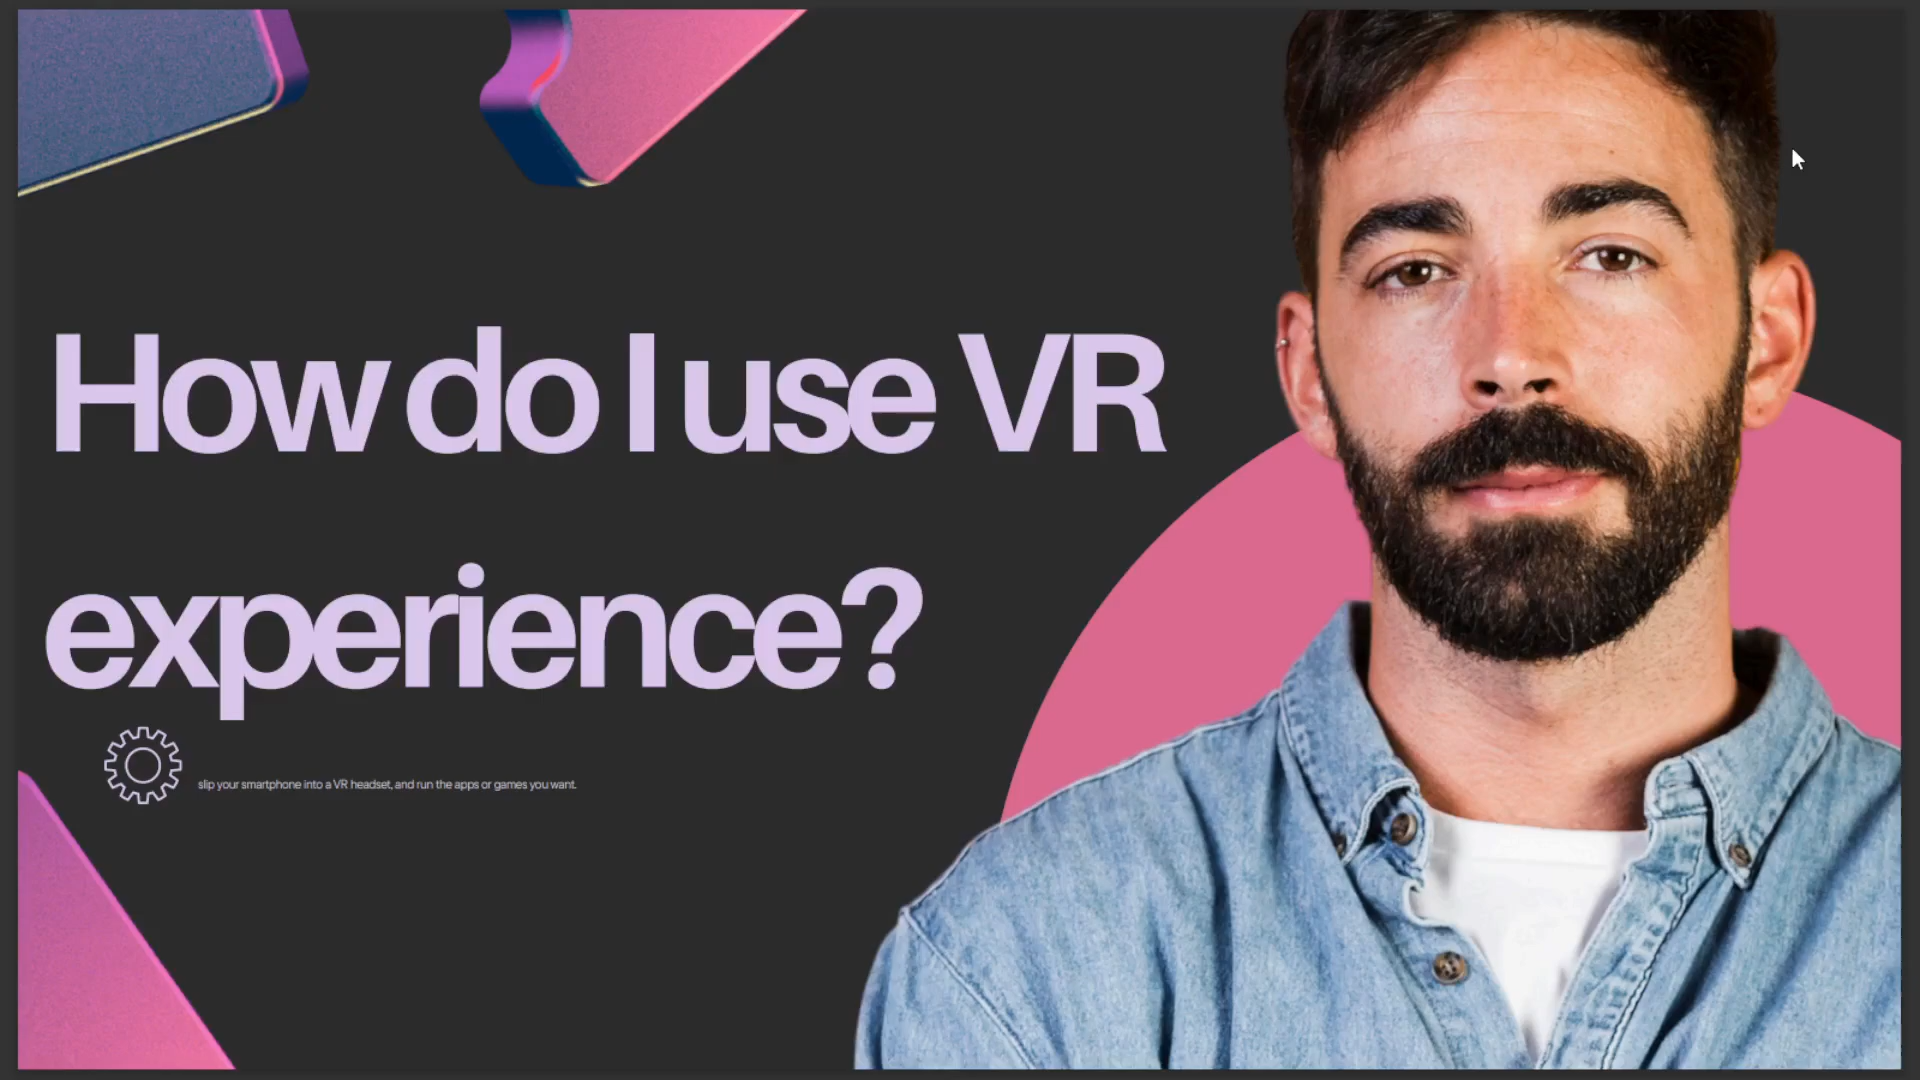 How do I use VR
experience?
slip your smartphone into a VR headset, and run the apps or games you want.